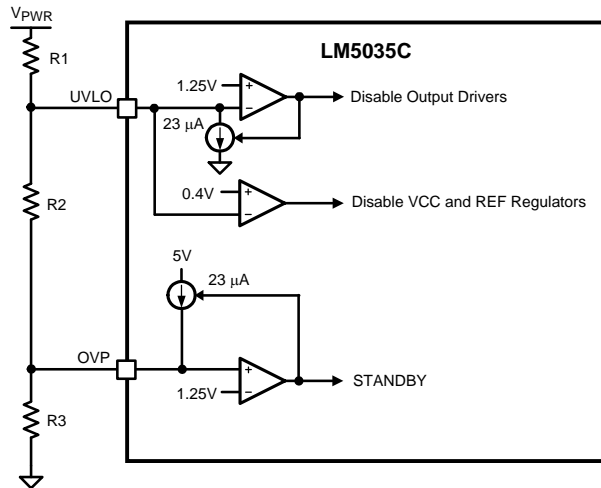 VPWR
R1
LM5035C
UVLO
1.25V
+
−
Disable Output Drivers
23 μA
R2
0.4V
+
−
Disable VCC and REF Regulators
5V
23 μA
OVP
+
−
1.25V
STANDBY
R3